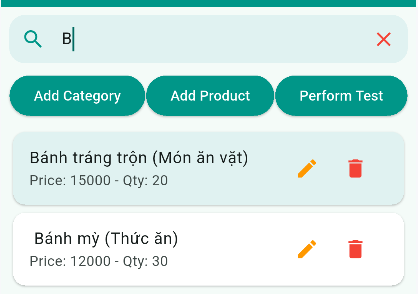 B
Add Category Add Product Perform Test
Bánh tráng trộn (Món ăn vặt)
Price: 15000 - Qty: 20
Bánh mỳ (Thức ăn)
Price: 12000 - Qty: 30